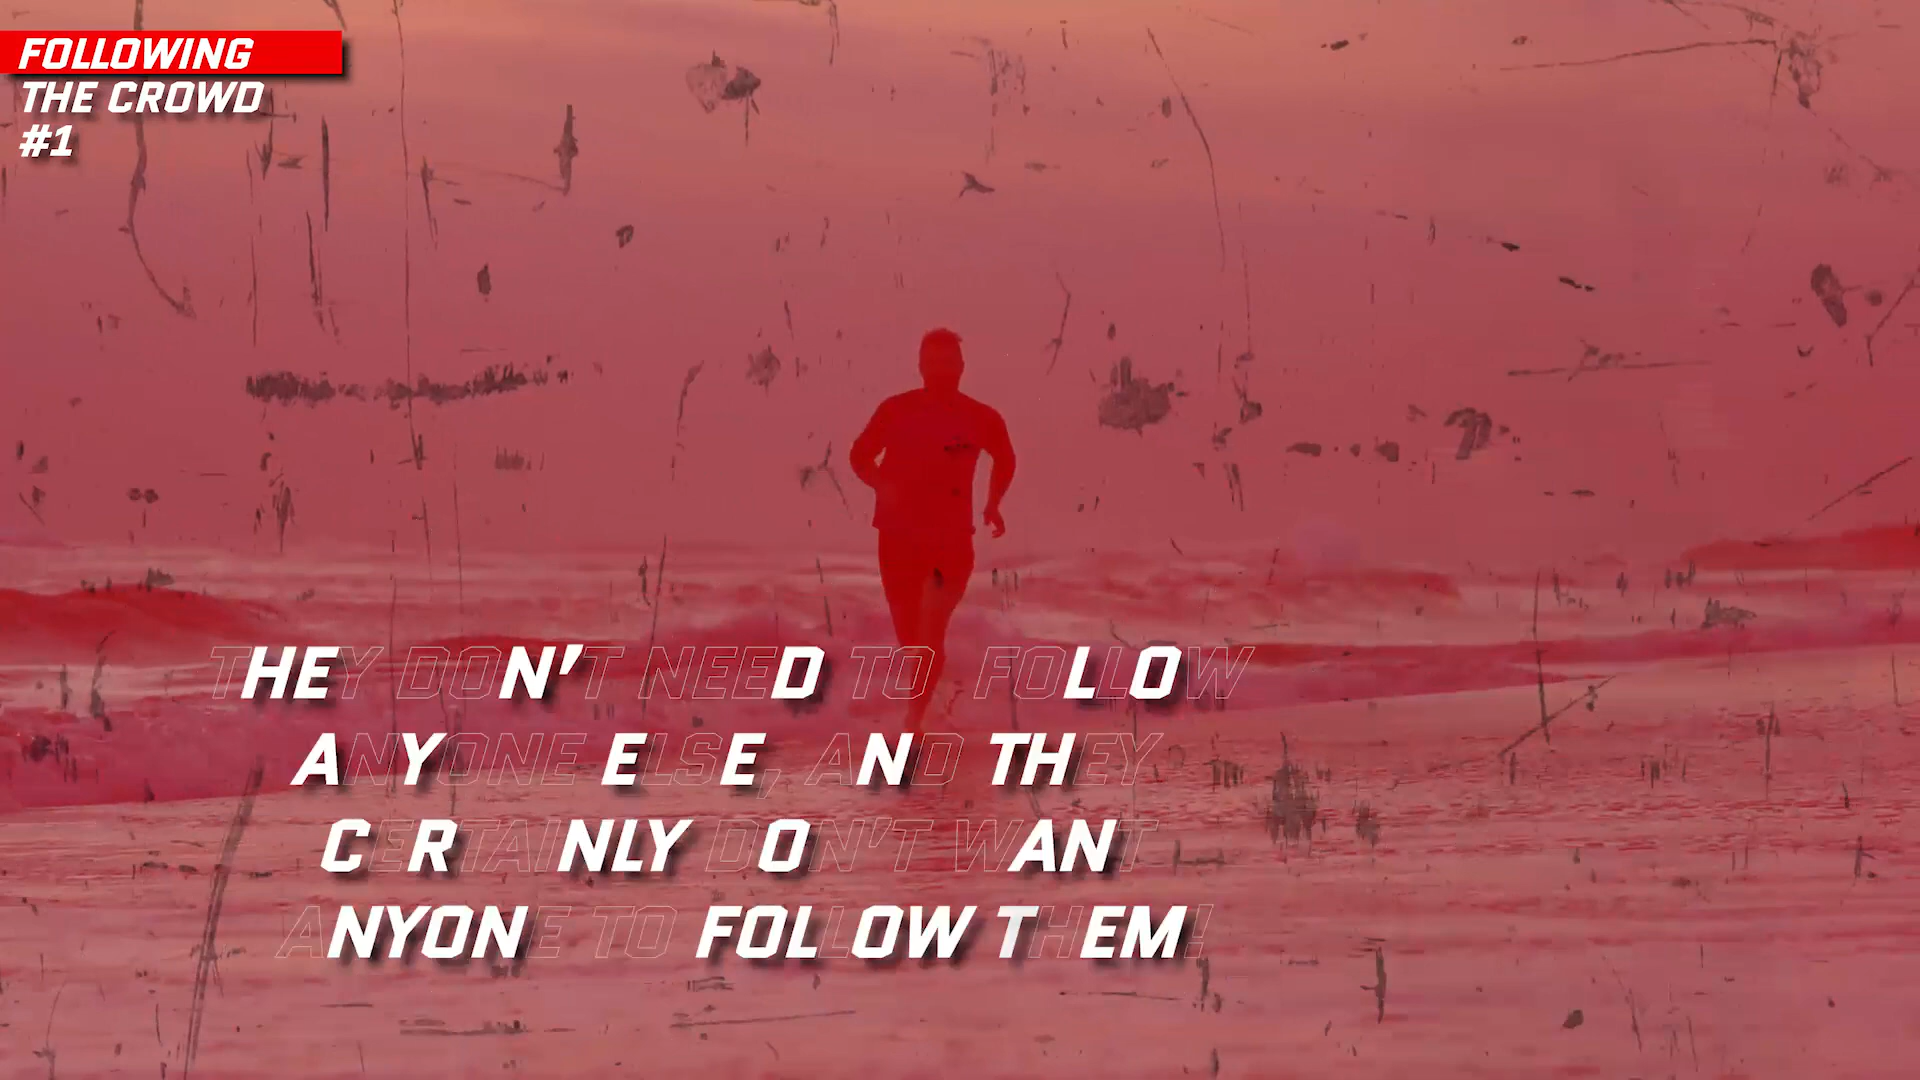 FOLLOWING
THE CROWD
#1
THEY DON'T NEED TO FOLLOW
ANYONE ELSE, AND THEY
CERTAINLY DON'T WANT
ANYONE TO FOLLOW THEM!